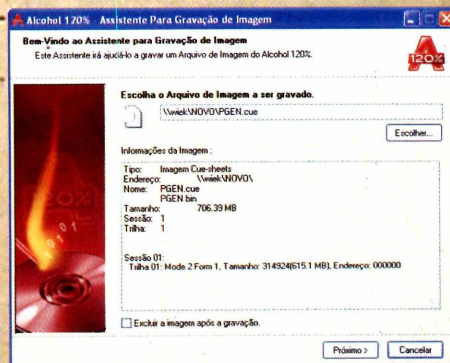 Alcohol 120% Assistente Para Gravação de Imagem
Bem-Vindo ao Assistente para Gravação de Imagem
Este Assistente irá ajudá-lo a gravar um Arquivo de Imagem do Alcohol 120%.
120%
Escolha o Arquivo de Imagem a ser gravado.
\\wiek\NOVO\PGEN.cue
Escolher...
Informações da Imagem :
Tipo: Imagem Cue-sheets
Endereço: \\wiek\NOVO\
Nome: PGEN.cue
PGEN.bin
Tamanho: 706.39 MB
Sessão: 1
Trilha: 1
Sessão 01:
Trilha 01: Mode 2 Form 1, Tamanho: 314924(615.1 MB), Endereço: 000000
Excluir a imagem após a gravação.
Próximo >
Cancelar